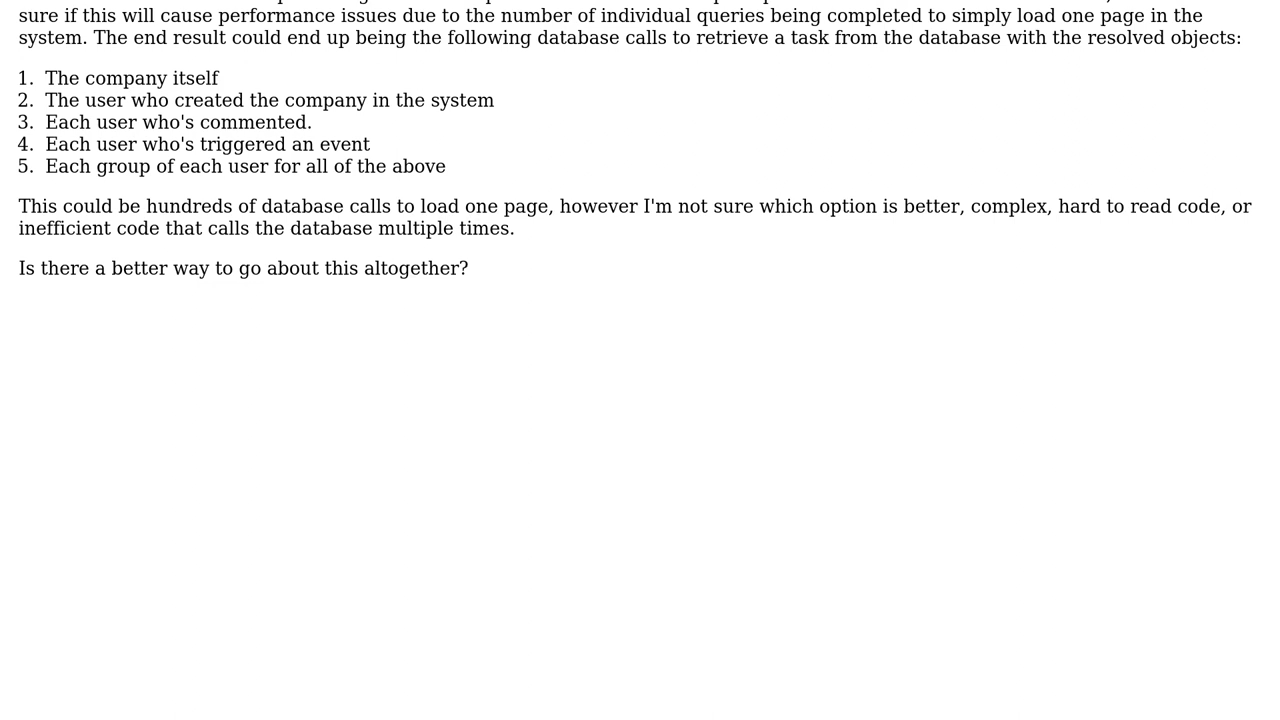 sure if this will cause performance issues due to the number of individual queries being completed to simply load one page in the
system. The end result could end up being the following database calls to retrieve a task from the database with the resolved objects:
1. The company itself
2. The user who created the company in the system
3. Each user who's commented.
4. Each user who's triggered an event
5. Each group of each user for all of the above
This could be hundreds of database calls to load one page, however I'm not sure which option is better, complex, hard to read code, or
inefficient code that calls the database multiple times.
Is there a better way to go about this altogether?